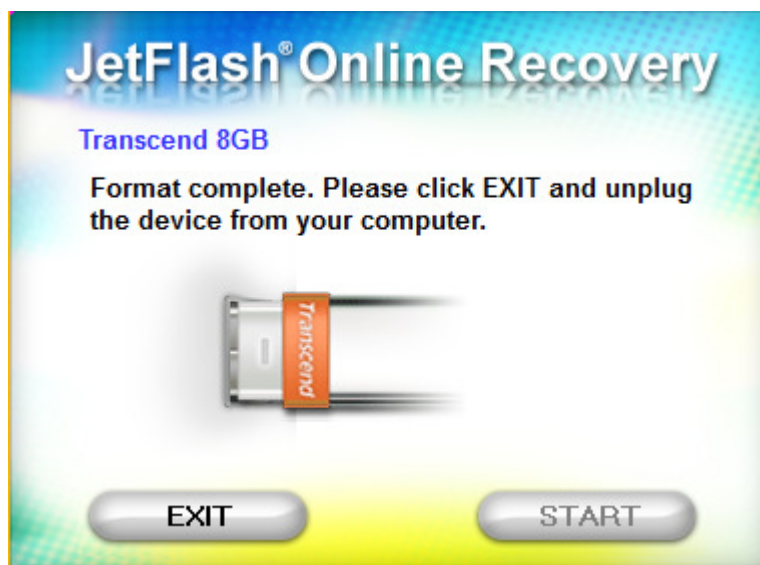 JetFlash® Online Recovery
Transcend 8GB
Format complete. Please click EXIT and unplug
the device from your computer.
Transcend
EXIT
START